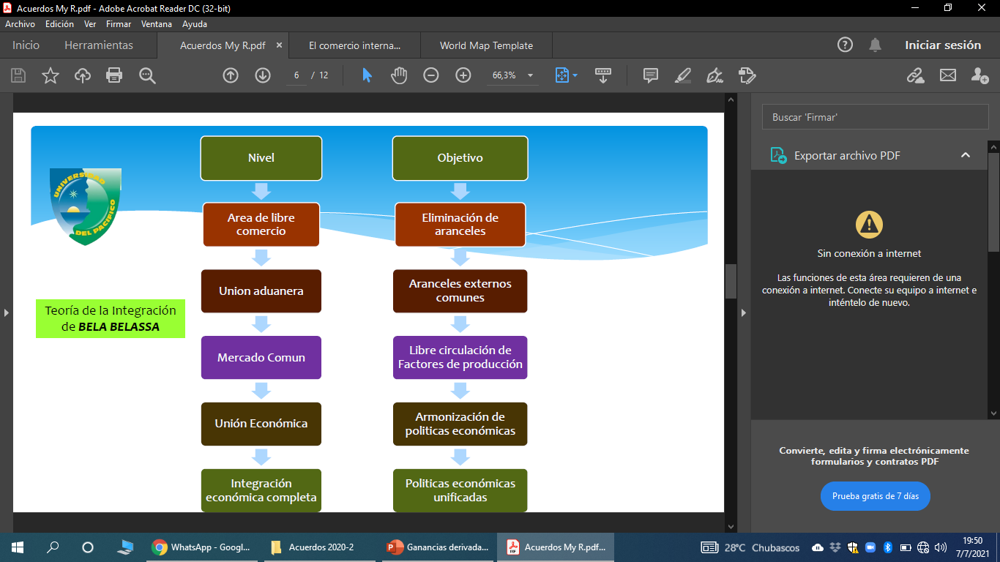 Acuerdos My R.pdf - Adobe Acrobat Reader DC (32-bit)
Archivo Edición Ver Firmar Ventana Ayuda
Inicio Herramientas Acuerdos My R.pdf × El comercio interna... World Map Template Iniciar sesión
6 / 12 66,3%
Buscar 'Firmar'
Exportar archivo PDF
Sin conexión a internet
Las funciones de esta área requieren de una
conexión a internet. Conecte su equipo a internet e
inténtelo de nuevo.
Convierte, edita y firma electrónicamente
formularios y contratos PDF
Prueba gratis de 7 días
UNIVERSIDAD
DEL PACIFICO
Teoría de la Integración
de BELA BELASSA
Nivel
Area de libre
comercio
Union aduanera
Mercado Comun
Unión Económica
Integración
económica completa
Objetivo
Eliminación de
aranceles
Aranceles externos
comunes
Libre circulación de
Factores de producción
Armonización de
politicas económicas
Politicas económicas
unificadas
WhatsApp - Googl... Acuerdos 2020-2 Ganancias derivada... Acuerdos My R.pdf... 28°C Chubascos 19:50
7/7/2021